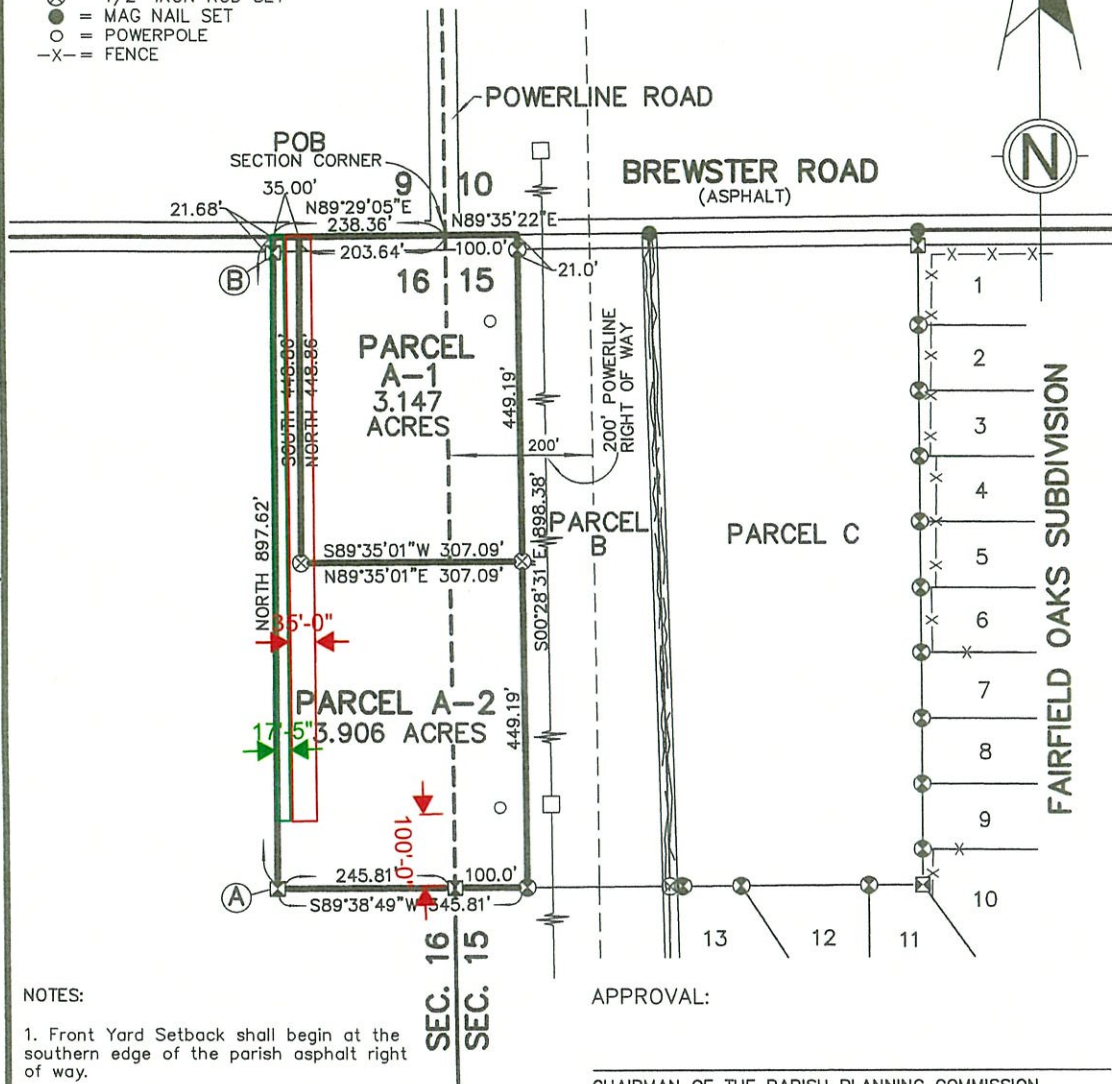 ● = MAG NAIL SET
○ = POWERPOLE
—X— = FENCE
POWERLINE ROAD
POB
SECTION CORNER
9 10
BREWSTER ROAD
(ASPHALT)
35.00'
21.68'
N89°29'05"E
238.36'
N89°35'22"E
203.64'
100.0'
21.0'
B
16 15
PARCEL
A-1
3.147
ACRES
SOUTH 448.86'
NORTH 448.86'
449.19'
200'
200' POWERLINE
RIGHT OF WAY
NORTH 897.62'
S00°28'31"E 898.38'
PARCEL
B
PARCEL C
S89°35'01"W 307.09'
N89°35'01"E 307.09'
35'-0"
PARCEL A-2
3.906 ACRES
17'-5"
449.19'
100'-0"
245.81'
100.0'
S89°38'49"W 345.81'
A
N
1
2
3
4
5
6
7
8
9
10
11
12
13
FAIRFIELD OAKS SUBDIVISION
SEC. 16
SEC. 15
NOTES:
1. Front Yard Setback shall begin at the
southern edge of the parish asphalt right
of way.
APPROVAL:
CHAIRMAN OF THE PARISH PLANNING COMMISSION